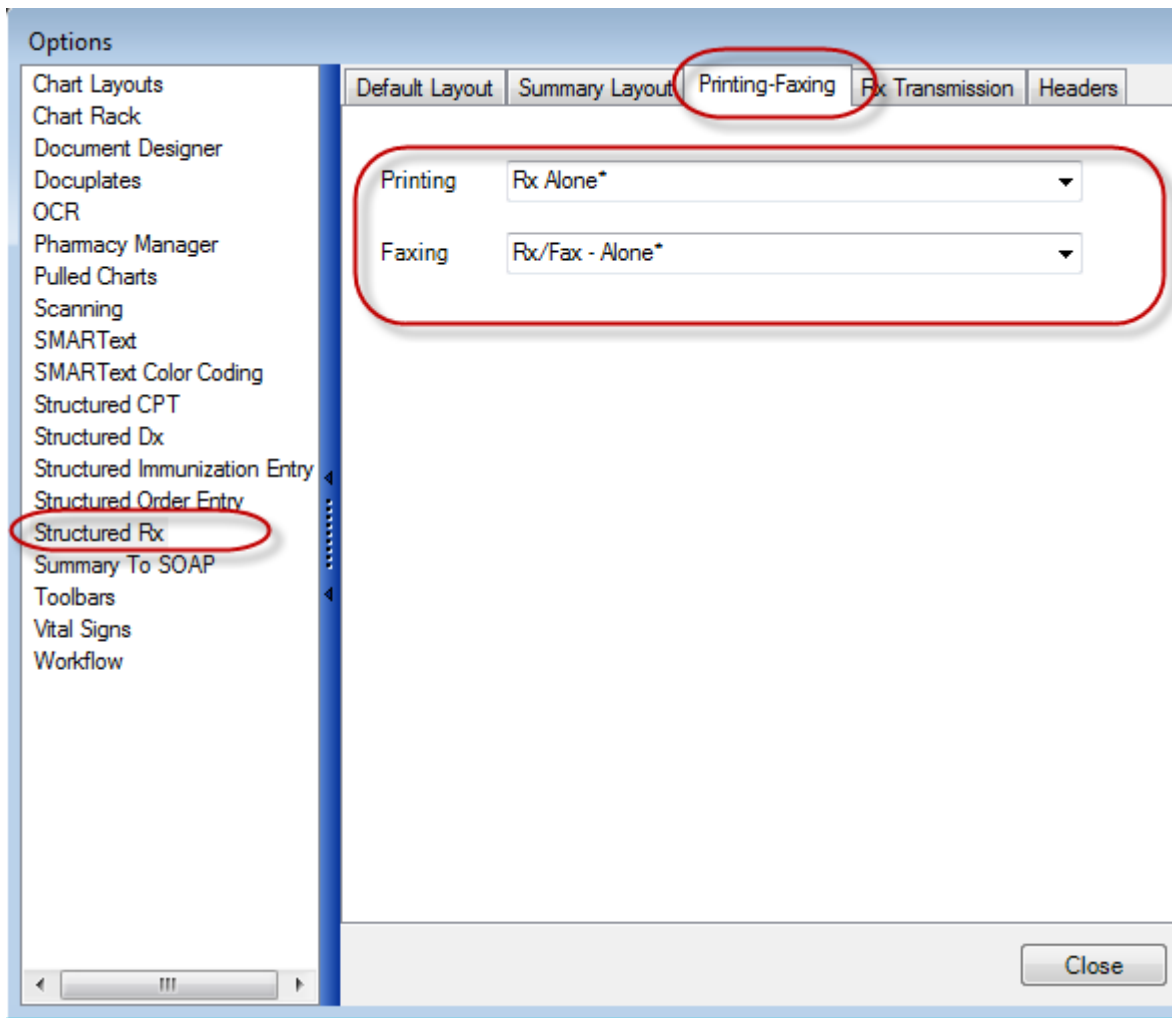 Options
Chart Layouts
Chart Rack
Document Designer
Docuplates
OCR
Pharmacy Manager
Pulled Charts
Scanning
SMARText
SMARText Color Coding
Structured CPT
Structured Dx
Structured Immunization Entry
Structured Order Entry
Structured Rx
Summary To SOAP
Toolbars
Vital Signs
Workflow
Default Layout Summary Layout Printing-Faxing Rx Transmission Headers
Printing Rx Alone*
Faxing Rx/Fax - Alone*
Close